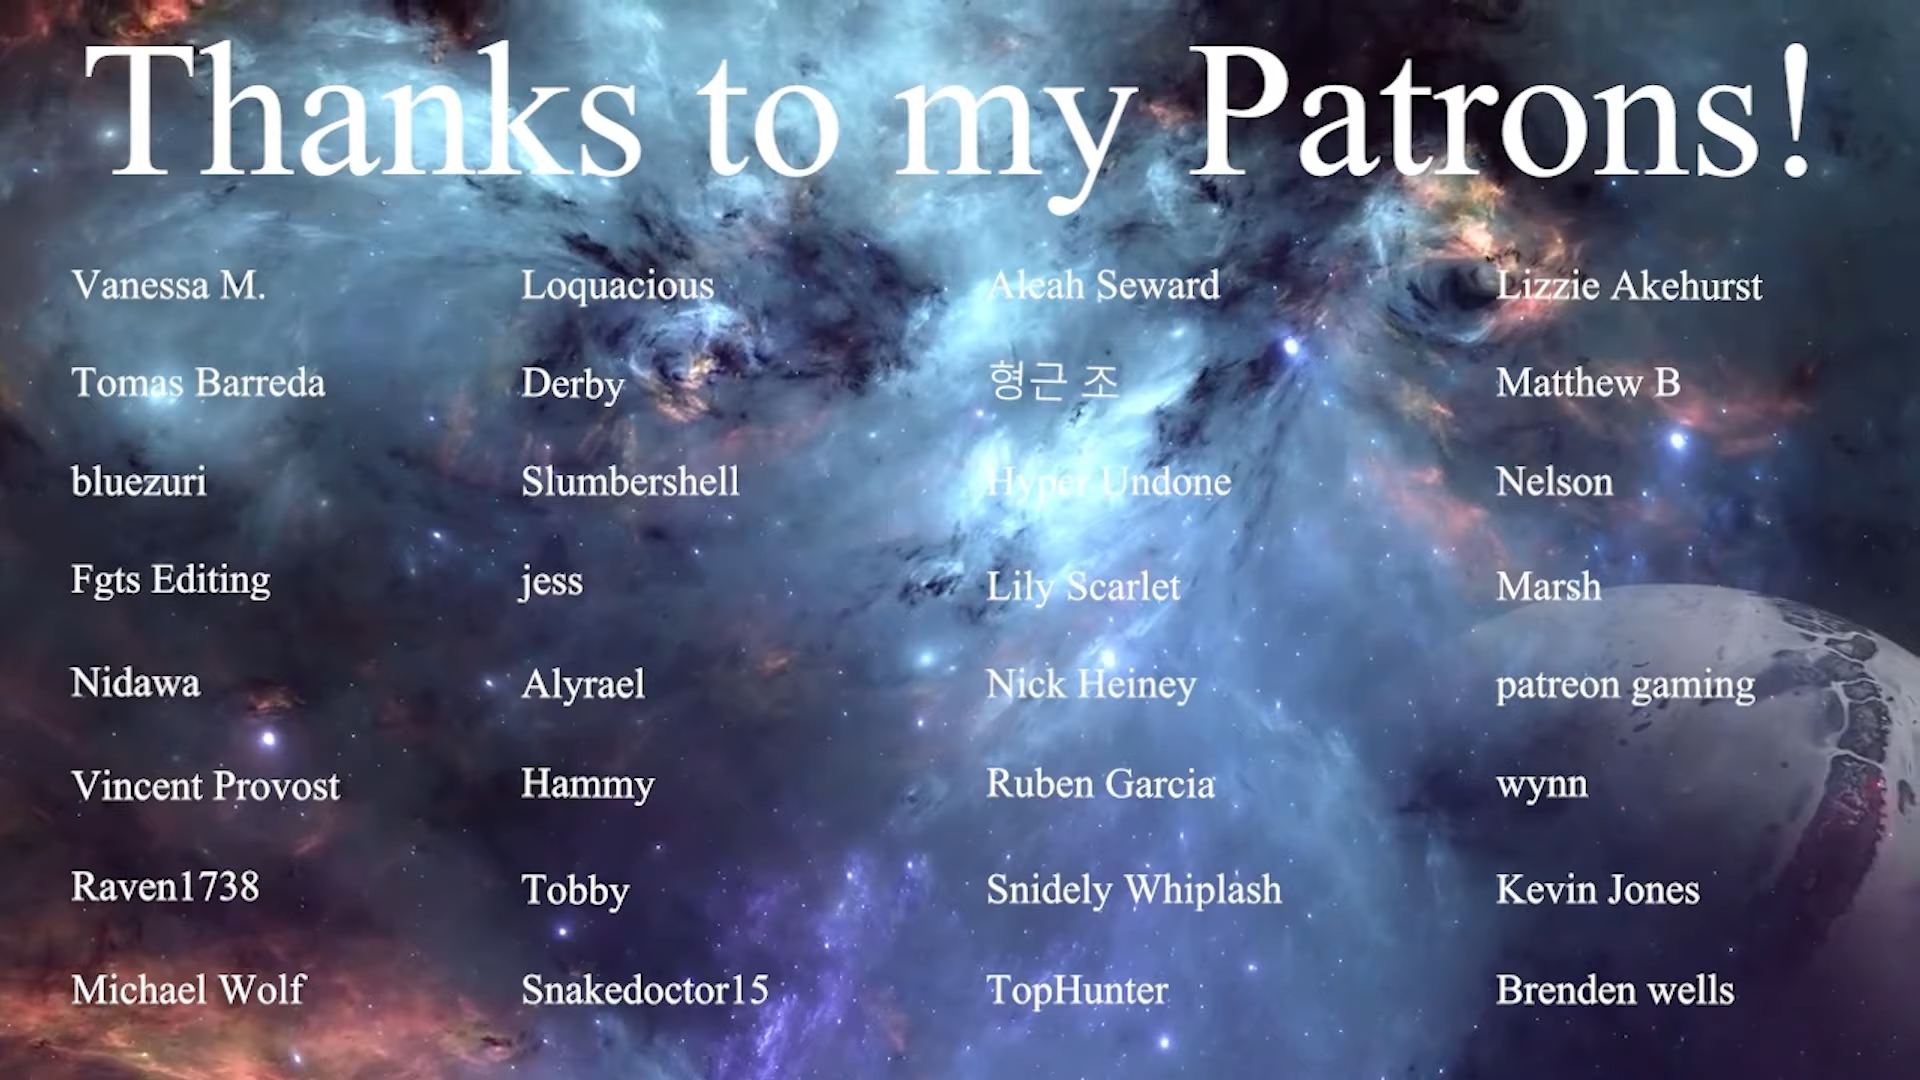 Thanks to my Patrons!
Vanessa M.
Tomas Barreda
bluezuri
Fgts Editing
Nidawa
Vincent Provost
Raven1738
Michael Wolf
Loquacious
Derby
Slumbershell
jess
Alyrael
Hammy
Tobby
Snakedoctor15
Aleah Seward
형근 조
Hyper Undone
Lily Scarlet
Nick Heiney
Ruben Garcia
Snidely Whiplash
TopHunter
Lizzie Akehurst
Matthew B
Nelson
Marsh
patreon gaming
wynn
Kevin Jones
Brenden wells